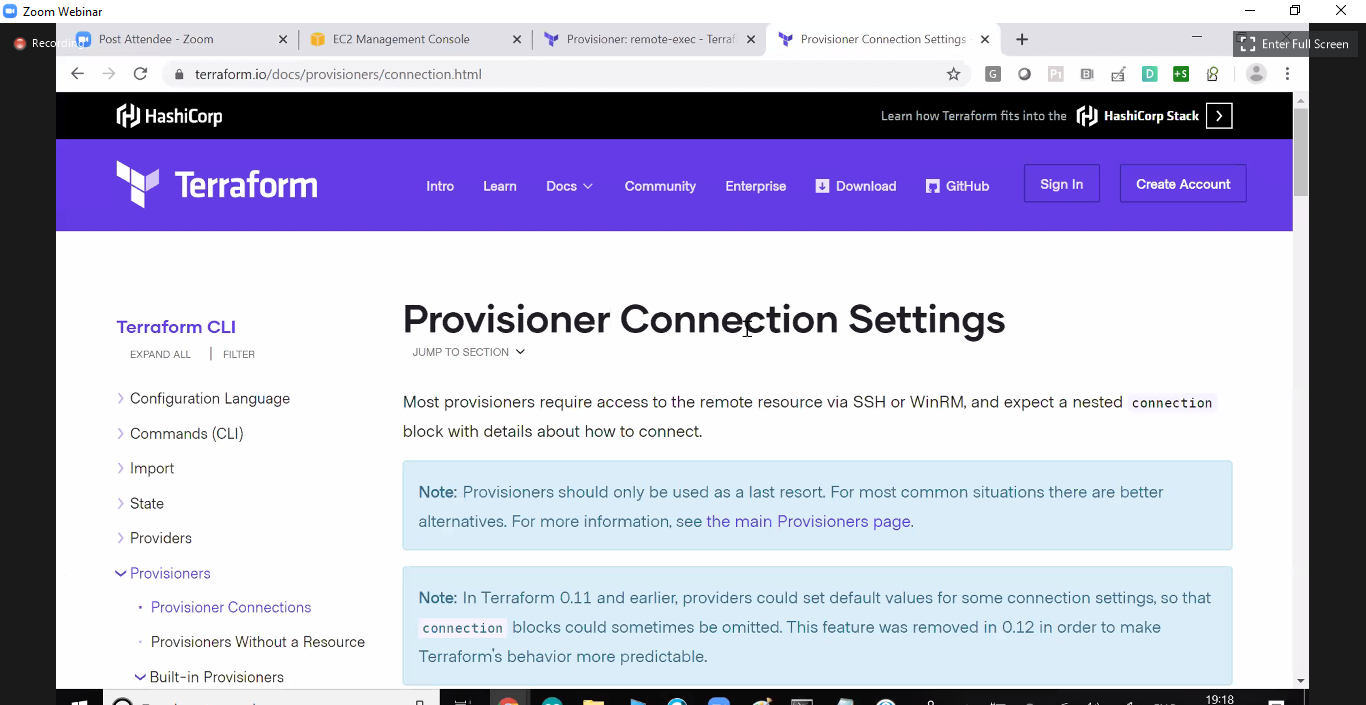 Zoom Webinar
Recording
Post Attendee - Zoom
EC2 Management Console
Provisioner: remote-exec - Terraf
Provisioner Connection Settings
Enter Full Screen
terraform.io/docs/provisioners/connection.html
HashiCorp
Learn how Terraform fits into the HashiCorp Stack
Terraform
Intro Learn Docs Community Enterprise Download GitHub Sign In Create Account
Provisioner Connection Settings
JUMP TO SECTION
Terraform CLI
EXPAND ALL | FILTER
Configuration Language
Commands (CLI)
Import
State
Providers
Provisioners
Provisioner Connections
Provisioners Without a Resource
Built-in Provisioners
Most provisioners require access to the remote resource via SSH or WinRM, and expect a nested connection
block with details about how to connect.
Note: Provisioners should only be used as a last resort. For most common situations there are better
alternatives. For more information, see the main Provisioners page.
Note: In Terraform 0.11 and earlier, providers could set default values for some connection settings, so that
connection blocks could sometimes be omitted. This feature was removed in 0.12 in order to make
Terraform's behavior more predictable.
19:18